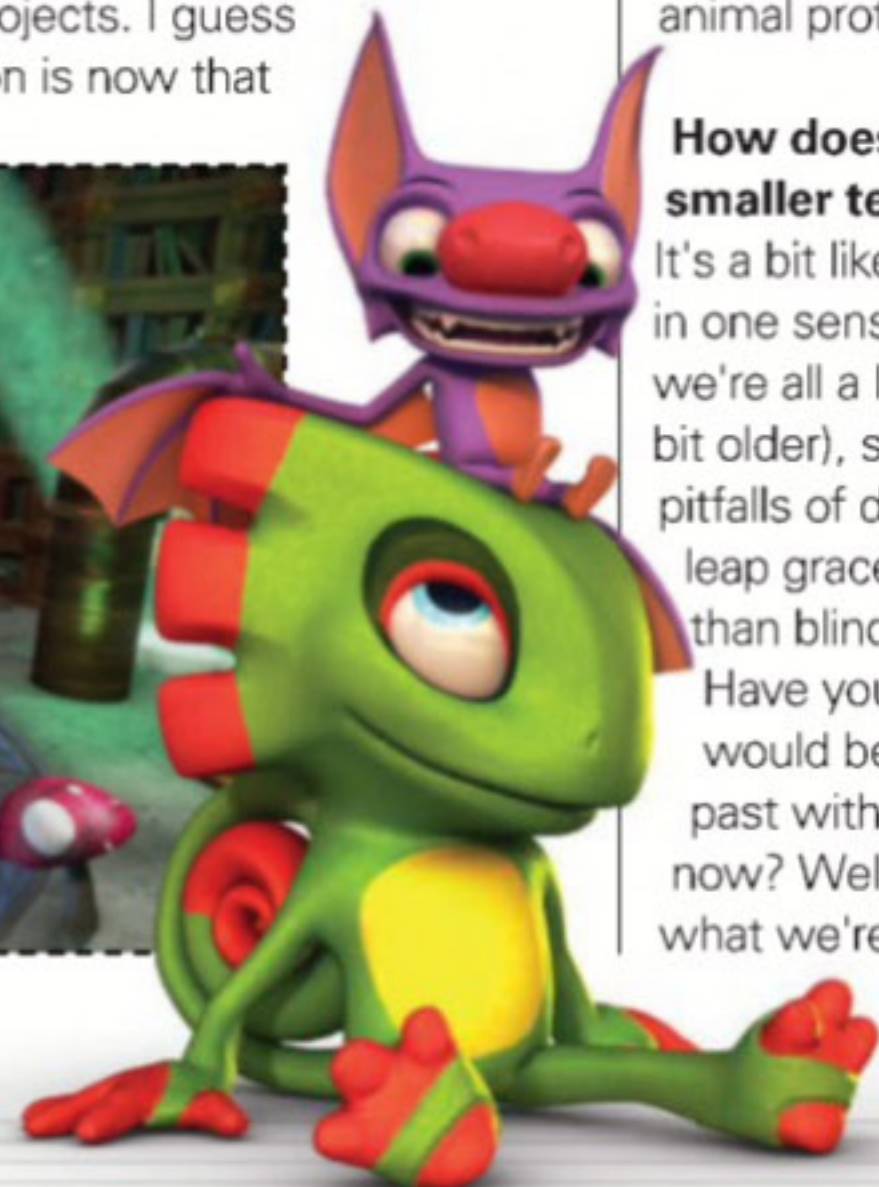 ojects. I guess
n is now that
animal prot
How does
smaller te
It's a bit like
in one sens
we're all a l
bit older), s
pitfalls of d
leap grace
than blind
Have you
would be
past with
now? Wel
what we're